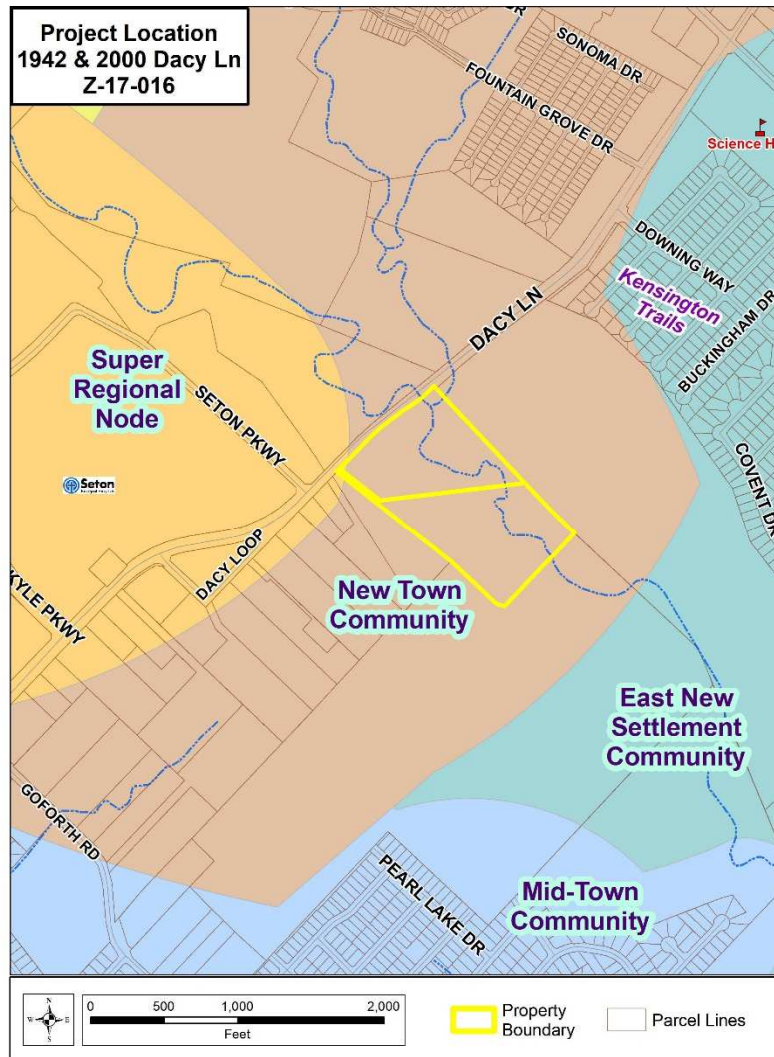 Project Location
1942 & 2000 Dacy Ln
Z-17-016
SONOMA DR
FOUNTAIN GROVE DR
Science H
DOWNING WAY
Kensington
Trails
BUCKINGHAM DR
DACY LN
Super
Regional
Node
SETON PKWY
Seton
COVENT DR
DACY LOOP
KYLE PKWY
New Town
Community
East New
Settlement
Community
GOFORTH RD
PEARL LAKE DR
Mid-Town
Community
N
W E
S
0 500 1,000 2,000
Feet
Property
Boundary
Parcel Lines